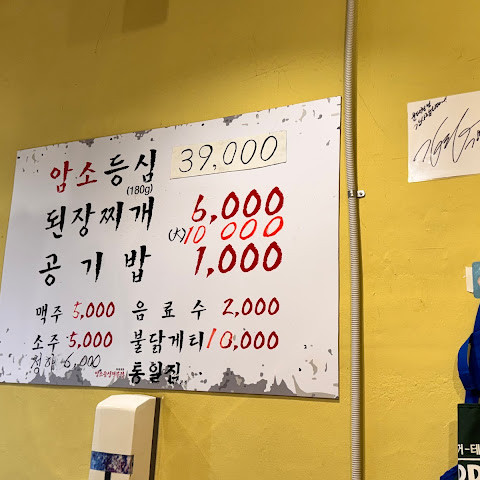 암소등심 39,000
(180g)
된장찌개 6,000
(大) 10 000
공기밥 1,000
맥주 5,000 음료수 2,000
소주 5,000 불닭게티 10,000
청하 6,000
통일집